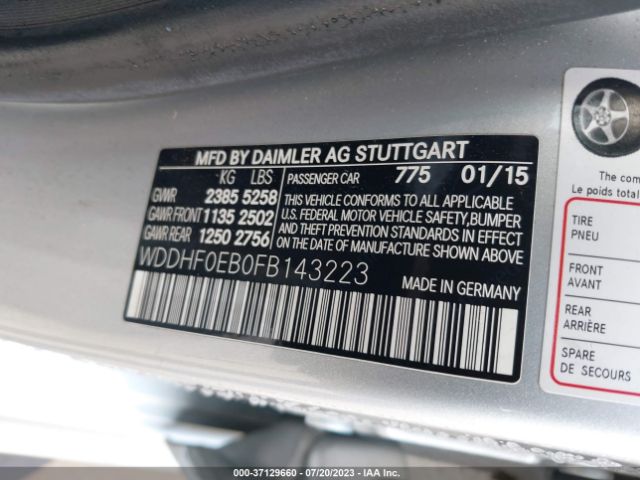 MFD BY DAIMLER AG STUTTGART
KG LBS
GVWR 2385 5258
GAWR FRONT 1135 2502
GAWR REAR 1250 2756
PASSENGER CAR 775 01/15
THIS VEHICLE CONFORMS TO ALL APPLICABLE
U.S. FEDERAL MOTOR VEHICLE SAFETY, BUMPER
AND THEFT PREVENTION STANDARDS IN EFFECT
ON THE DATE OF MANUFACTURE SHOWN ABOVE
WDDHF0EB0FB143223
MADE IN GERMANY
The com
Le poids total
TIRE
PNEU
FRONT
AVANT
REAR
ARRIÈRE
SPARE
DE SECOURS
000-37129660 - 07/20/2023 - IAA Inc.